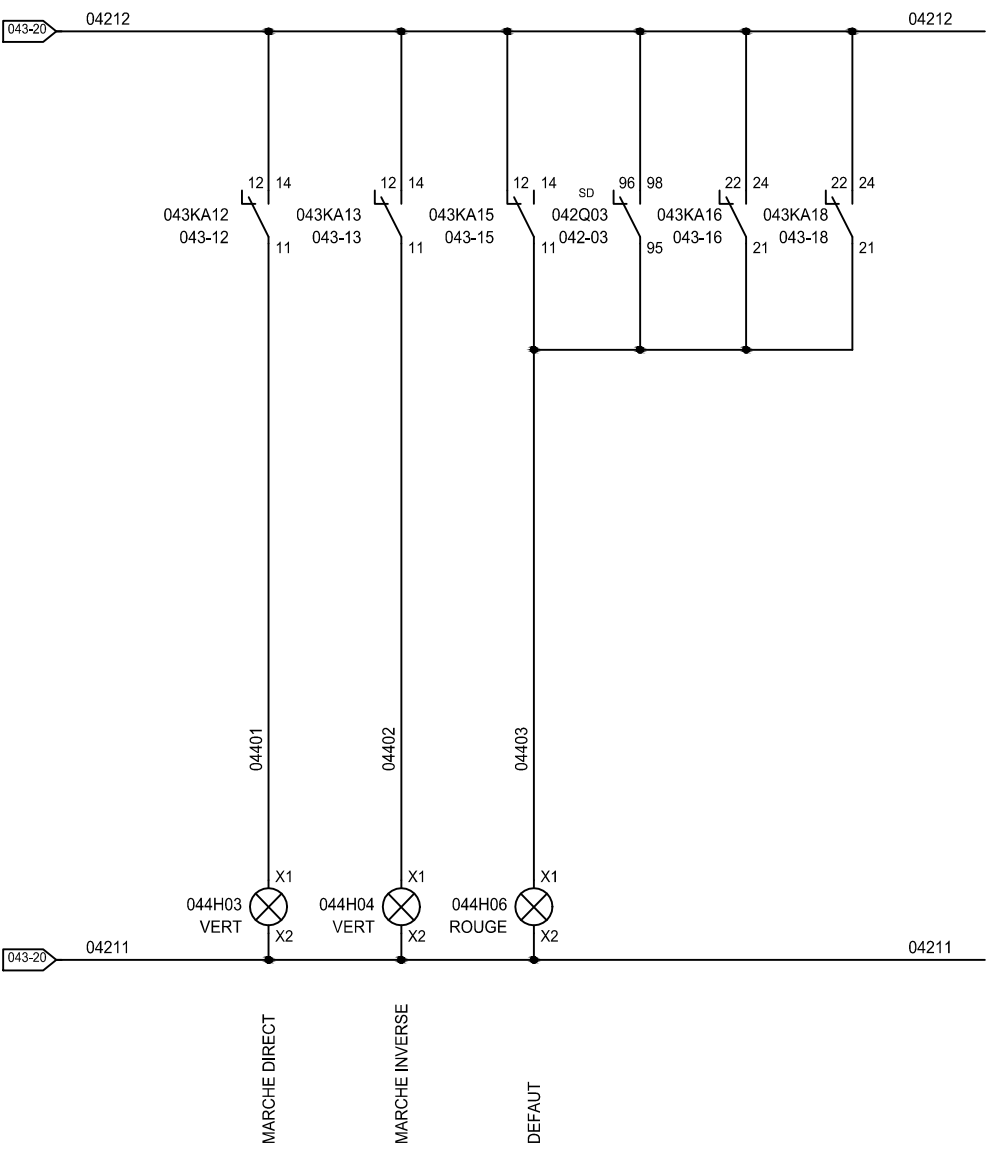 043-20
04212
04212
12 14
043KA12
043-12
11
12 14
043KA13
043-13
11
12 14
043KA15
043-15
11
SD
96 98
042Q03
042-03
95
22 24
043KA16
043-16
21
22 24
043KA18
043-18
21
04401
04402
04403
X1
044H03
VERT
X2
X1
044H04
VERT
X2
X1
044H06
ROUGE
X2
043-20
04211
04211
MARCHE DIRECT
MARCHE INVERSE
DEFAUT